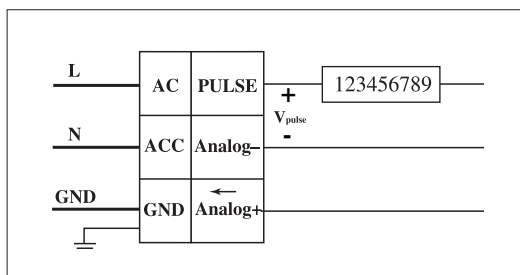 L AC PULSE 123456789
+
Vpulse
-
N ACC Analog–
GND GND Analog+